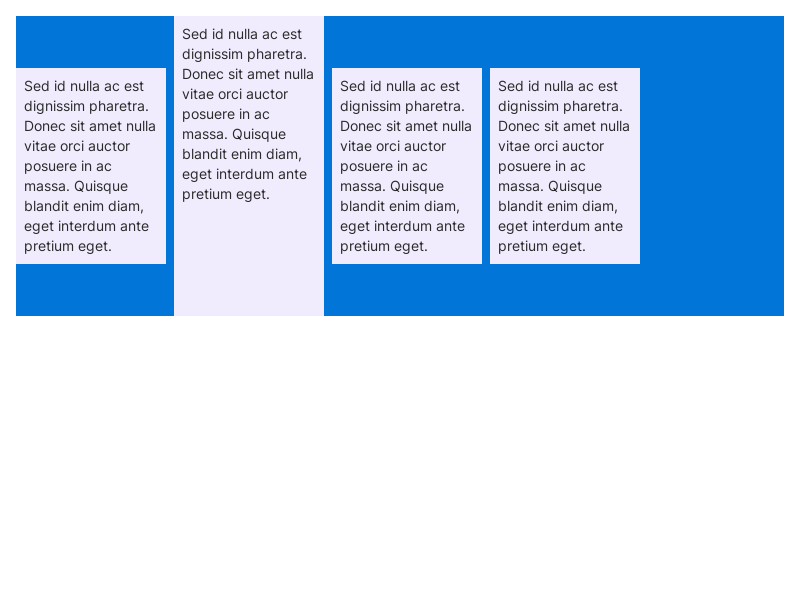 Sed id nulla ac est
dignissim pharetra.
Donec sit amet nulla
vitae orci auctor
posuere in ac
massa. Quisque
blandit enim diam,
eget interdum ante
pretium eget.
Sed id nulla ac est
dignissim pharetra.
Donec sit amet nulla
vitae orci auctor
posuere in ac
massa. Quisque
blandit enim diam,
eget interdum ante
pretium eget.
Sed id nulla ac est
dignissim pharetra.
Donec sit amet nulla
vitae orci auctor
posuere in ac
massa. Quisque
blandit enim diam,
eget interdum ante
pretium eget.
Sed id nulla ac est
dignissim pharetra.
Donec sit amet nulla
vitae orci auctor
posuere in ac
massa. Quisque
blandit enim diam,
eget interdum ante
pretium eget.